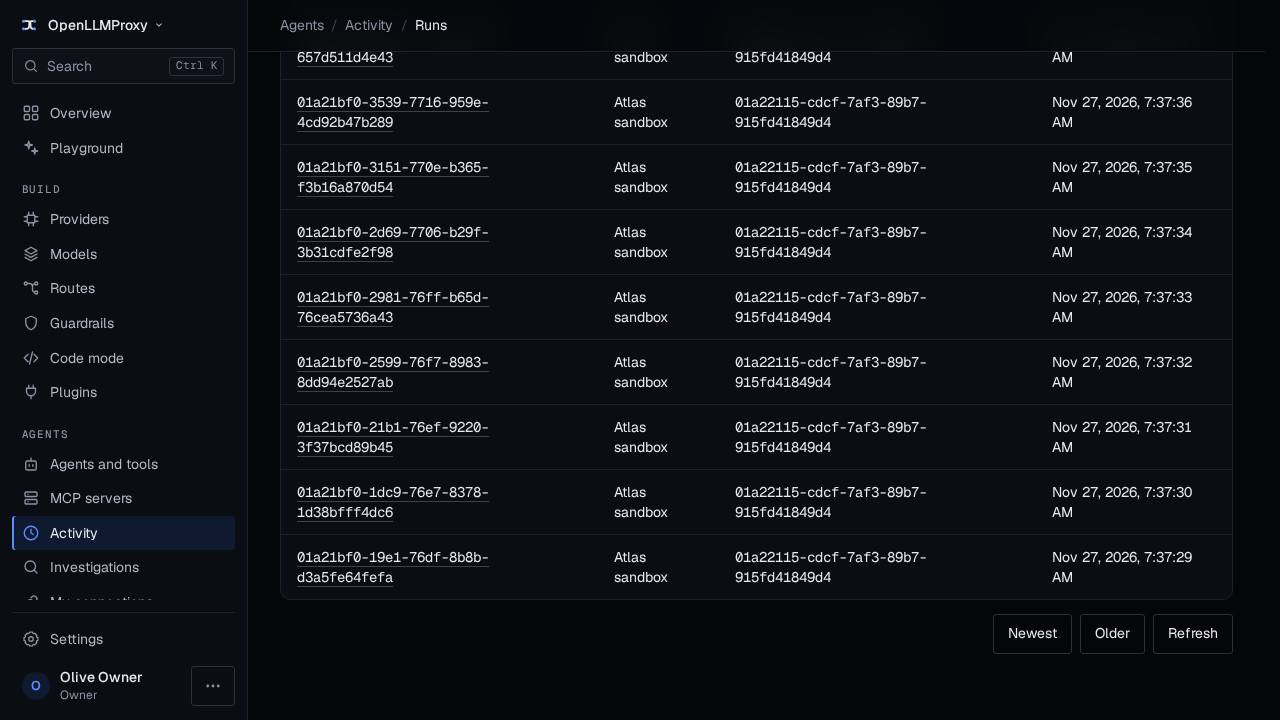 OpenLLMProxy
Agents / Activity / Runs
Search
Ctrl K
Overview
Playground
BUILD
Providers
Models
Routes
Guardrails
Code mode
Plugins
AGENTS
Agents and tools
MCP servers
Activity
Investigations
My connections
Settings
O
Olive Owner
Owner
657d511d4e43
sandbox
915fd41849d4
AM
01a21bf0-3539-7716-959e-
4cd92b47b289
Atlas
sandbox
01a22115-cdcf-7af3-89b7-
915fd41849d4
Nov 27, 2026, 7:37:36
AM
01a21bf0-3151-770e-b365-
f3b16a870d54
Atlas
sandbox
01a22115-cdcf-7af3-89b7-
915fd41849d4
Nov 27, 2026, 7:37:35
AM
01a21bf0-2d69-7706-b29f-
3b31cdfe2f98
Atlas
sandbox
01a22115-cdcf-7af3-89b7-
915fd41849d4
Nov 27, 2026, 7:37:34
AM
01a21bf0-2981-76ff-b65d-
76cea5736a43
Atlas
sandbox
01a22115-cdcf-7af3-89b7-
915fd41849d4
Nov 27, 2026, 7:37:33
AM
01a21bf0-2599-76f7-8983-
8dd94e2527ab
Atlas
sandbox
01a22115-cdcf-7af3-89b7-
915fd41849d4
Nov 27, 2026, 7:37:32
AM
01a21bf0-21b1-76ef-9220-
3f37bcd89b45
Atlas
sandbox
01a22115-cdcf-7af3-89b7-
915fd41849d4
Nov 27, 2026, 7:37:31
AM
01a21bf0-1dc9-76e7-8378-
1d38bfff4dc6
Atlas
sandbox
01a22115-cdcf-7af3-89b7-
915fd41849d4
Nov 27, 2026, 7:37:30
AM
01a21bf0-19e1-76df-8b8b-
d3a5fe64fefa
Atlas
sandbox
01a22115-cdcf-7af3-89b7-
915fd41849d4
Nov 27, 2026, 7:37:29
AM
Newest
Older
Refresh